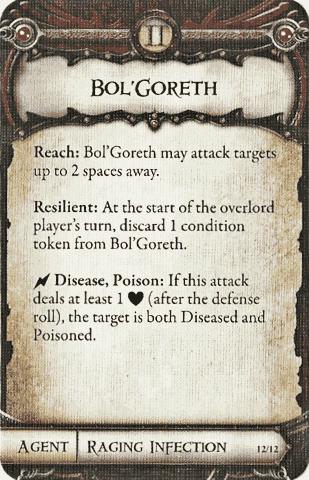 II
BOL'GORETH
Reach: Bol'Goreth may attack targets
up to 2 spaces away.
Resilient: At the start of the overlord
player's turn, discard 1 condition
token from Bol'Goreth.
Disease, Poison: If this attack
deals at least 1 ♥ (after the defense
roll), the target is both Diseased and
Poisoned.
AGENT RAGING INFECTION 12/12